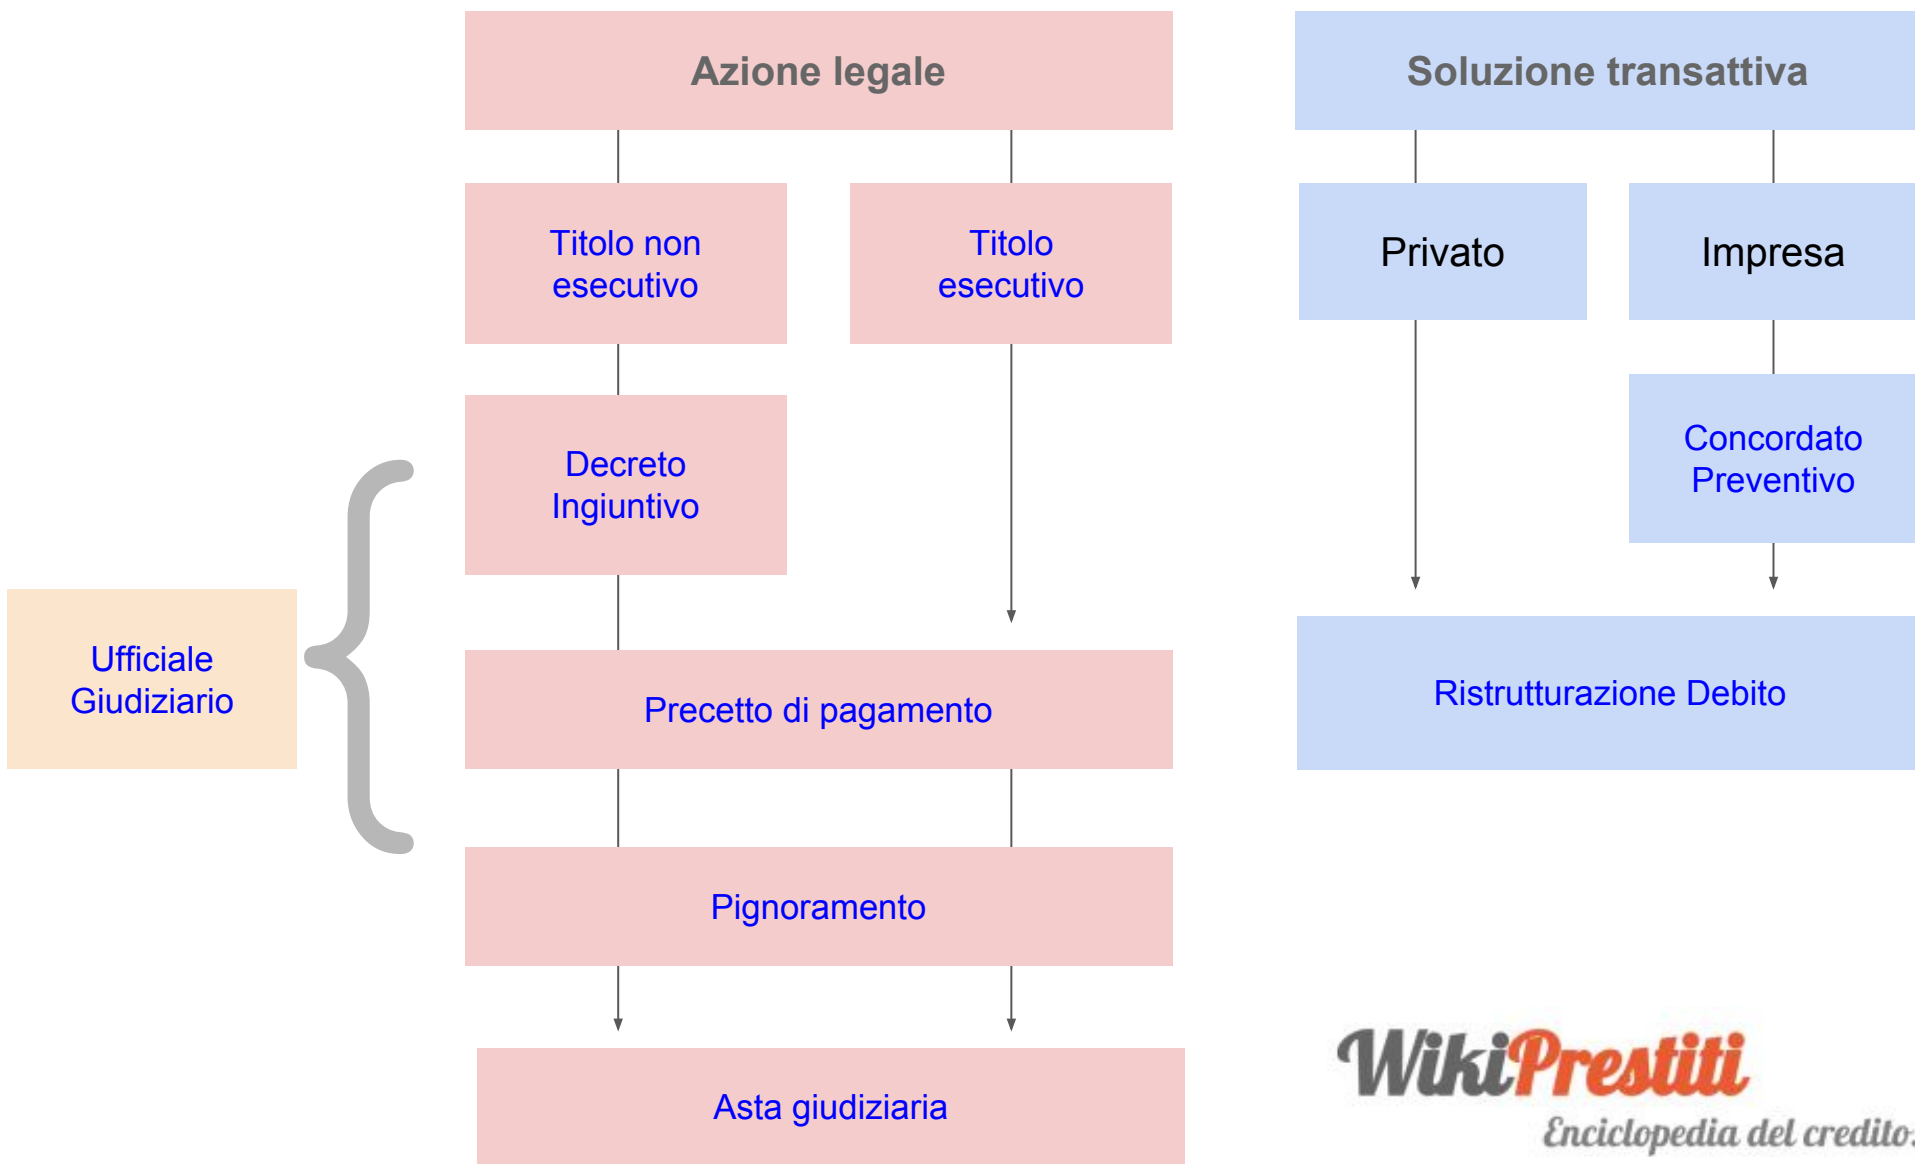 Azione legale
Soluzione transattiva
Titolo non
esecutivo
Titolo
esecutivo
Privato
Impresa
Decreto
Ingiuntivo
Concordato
Preventivo
Ufficiale
Giudiziario
Precetto di pagamento
Ristrutturazione Debito
Pignoramento
Asta giudiziaria
WikiPrestiti
Enciclopedia del credito.